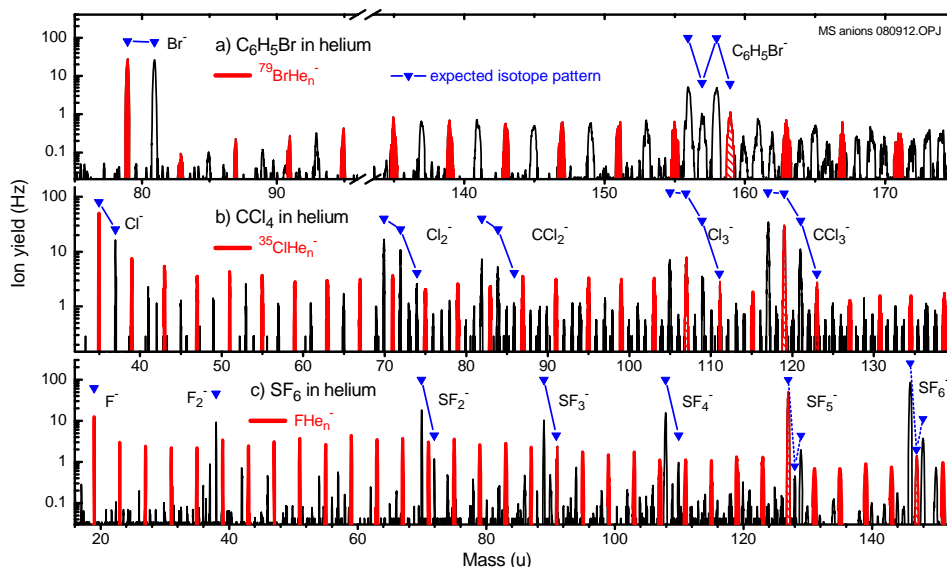 MS anions 080912.OPJ
Ion yield (Hz)
100
10
1
0.1
a) C₆H₅Br in helium
⁷⁹BrHeₙ⁻
expected isotope pattern
Br⁻
C₆H₅Br⁻
80 90 140 150 160 170
100
10
1
b) CCl₄ in helium
³⁵ClHeₙ⁻
Cl⁻
Cl₂⁻
CCl₂⁻
Cl₃⁻
CCl₃⁻
40 50 60 70 80 90 100 110 120 130
100
10
1
0.1
c) SF₆ in helium
FHeₙ⁻
F⁻
F₂⁻
SF₂⁻
SF₃⁻
SF₄⁻
SF₅⁻
SF₆⁻
20 40 60 80 100 120 140
Mass (u)